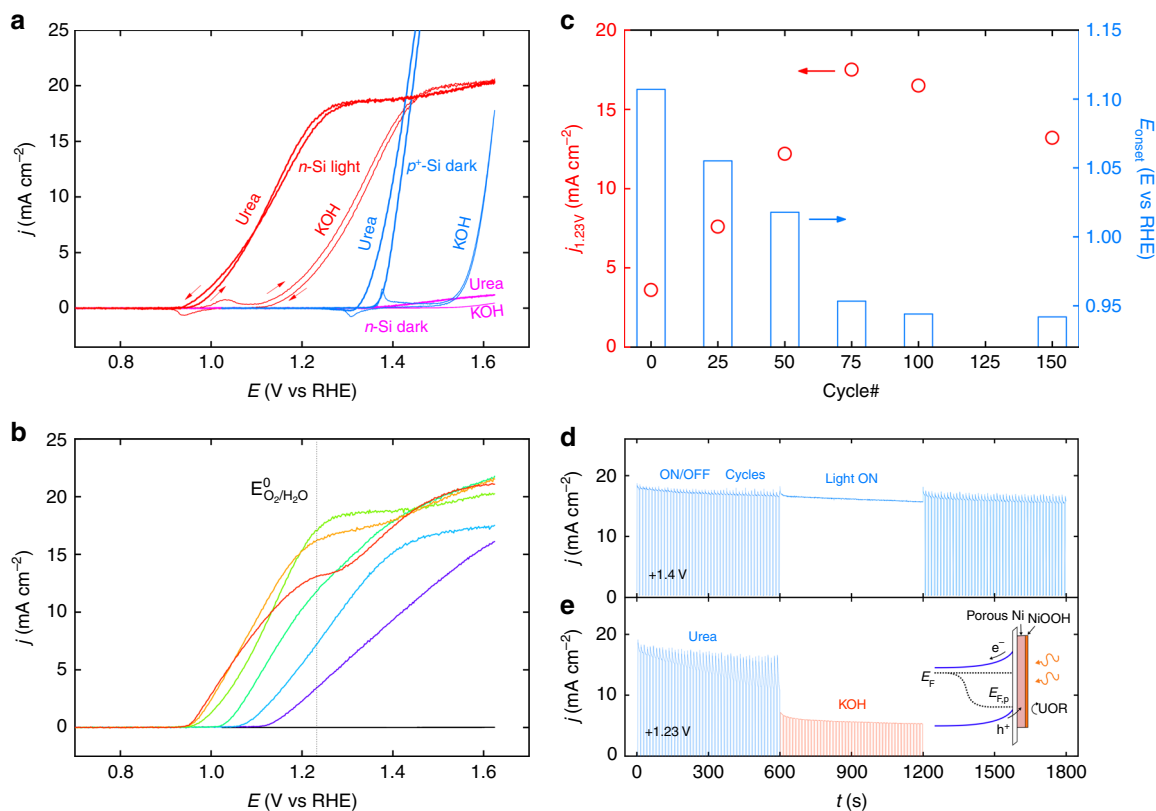 a
25
20
15
10
5
0
j (mA cm−2)
0.8 1.0 1.2 1.4 1.6
E (V vs RHE)
n-Si light
p+-Si dark
Urea
KOH
Urea
KOH
Urea
KOH
n-Si dark
c
20
15
10
5
0
j1.23V (mA cm−2)
1.15
1.10
1.05
1.00
0.95
Eonset (E vs RHE)
0 25 50 75 100 125 150
Cycle#
b
25
20
15
10
5
0
j (mA cm−2)
E0O2/H2O
0.8 1.0 1.2 1.4 1.6
E (V vs RHE)
d
20
10
0
j (mA cm−2)
ON/OFF Cycles Light ON
+1.4 V
e
20
10
0
j (mA cm−2)
Urea
KOH
+1.23 V
Porous Ni NiOOH
e−
EF
EF,p
UOR
h+
0 300 600 900 1200 1500 1800
t (s)